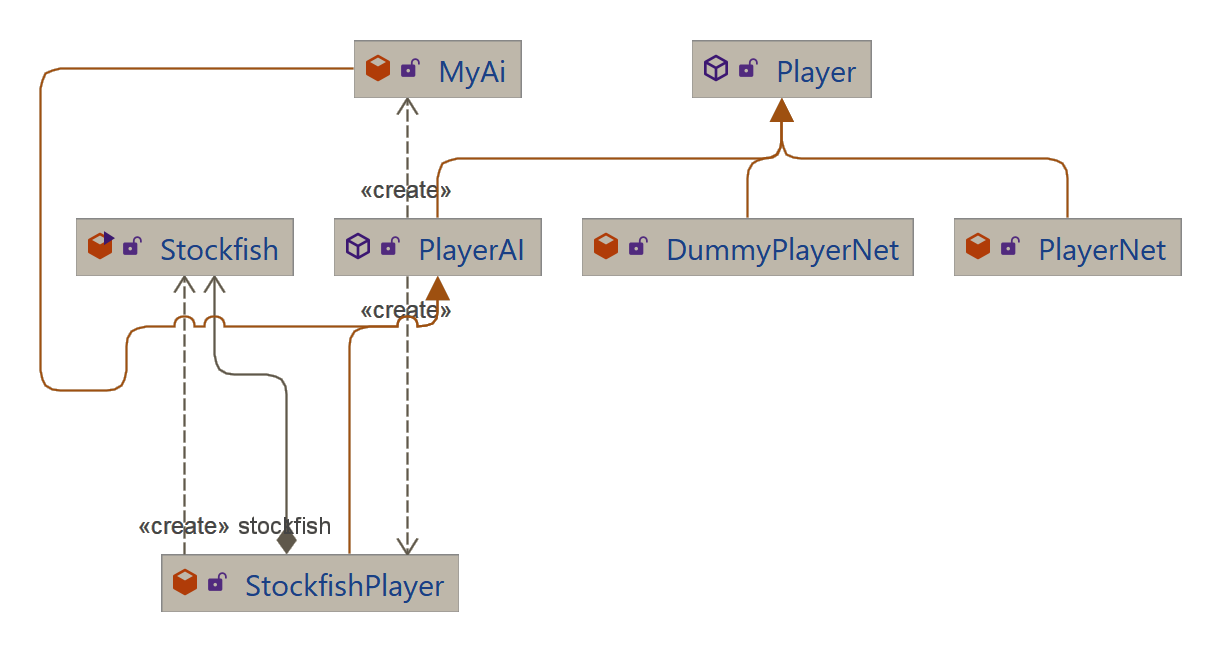 MyAi
Player
«create»
Stockfish
PlayerAI
DummyPlayerNet
PlayerNet
«create»
«create»
stockfish
StockfishPlayer